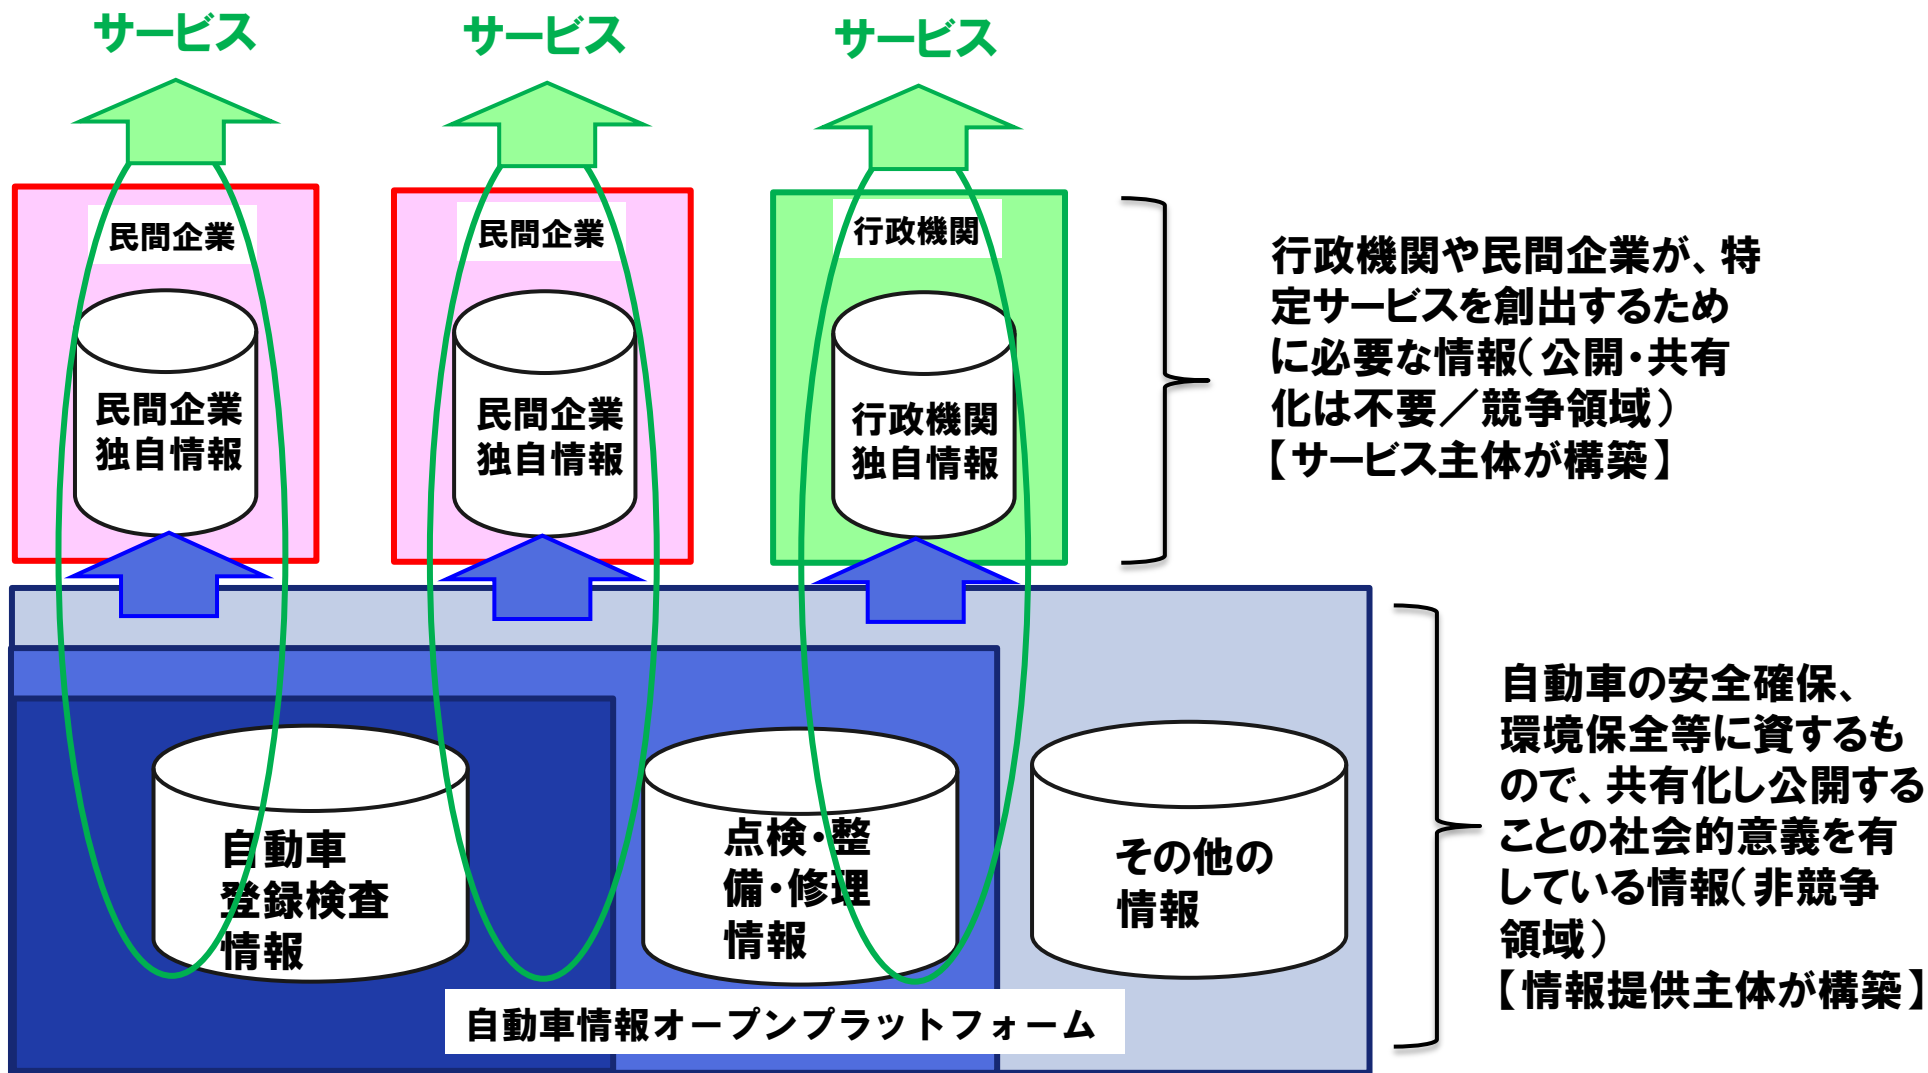 サービス
サービス
サービス
民間企業
民間企業
行政機関
民間企業
独自情報
民間企業
独自情報
行政機関
独自情報
行政機関や民間企業が、特
定サービスを創出するため
に必要な情報（公開・共有
化は不要／競争領域）
【サービス主体が構築】
自動車
登録検査
情報
点検・整
備・修理
情報
その他の
情報
自動車情報オープンプラットフォーム
自動車の安全確保、
環境保全等に資するも
ので、共有化し公開する
ことの社会的意義を有
している情報（非競争
領域）
【情報提供主体が構築】